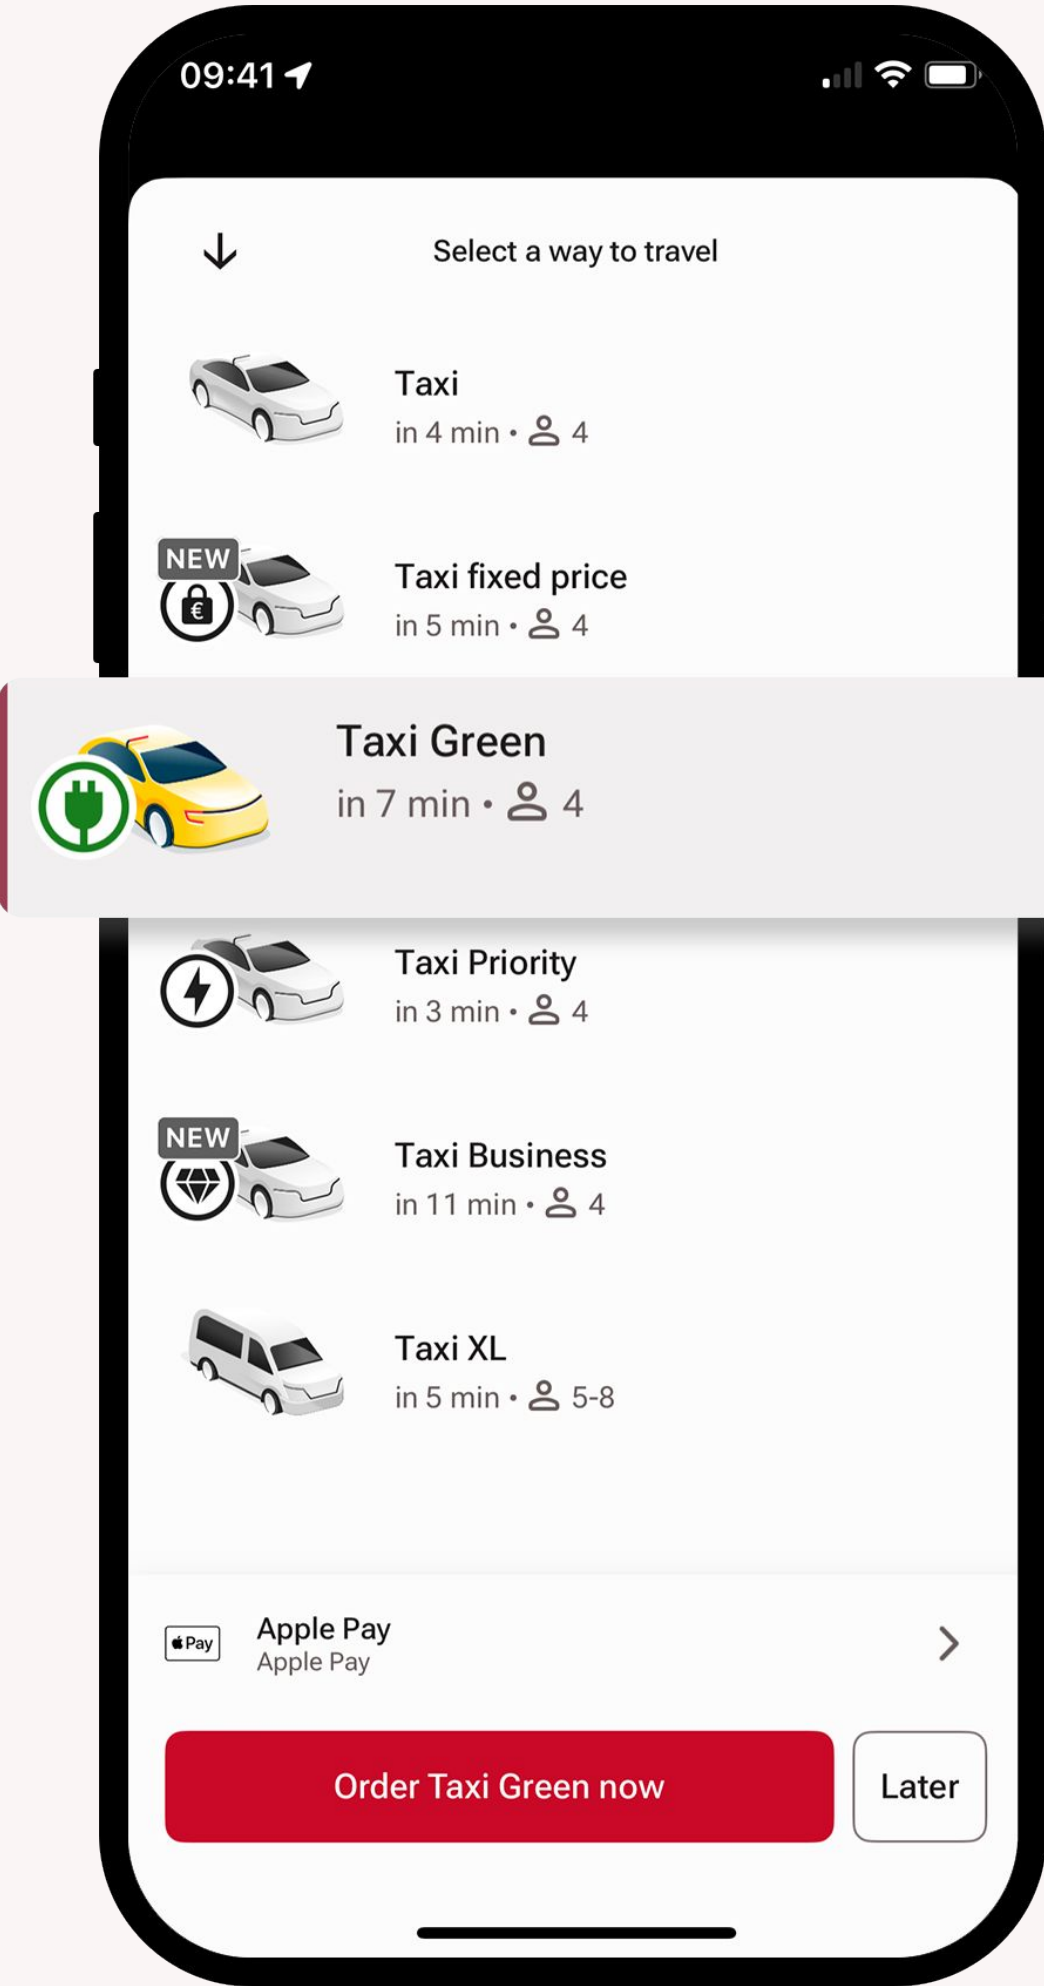 09:41
Select a way to travel
Taxi
in 4 min • 4
NEW
€
Taxi fixed price
in 5 min • 4
Taxi Green
in 7 min • 4
Taxi Priority
in 3 min • 4
NEW
Taxi Business
in 11 min • 4
Taxi XL
in 5 min • 5-8
Pay
Apple Pay
Apple Pay
Order Taxi Green now
Later